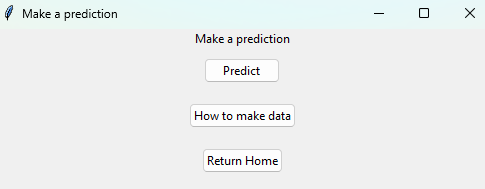 Make a prediction
Make a prediction
Predict
How to make data
Return Home